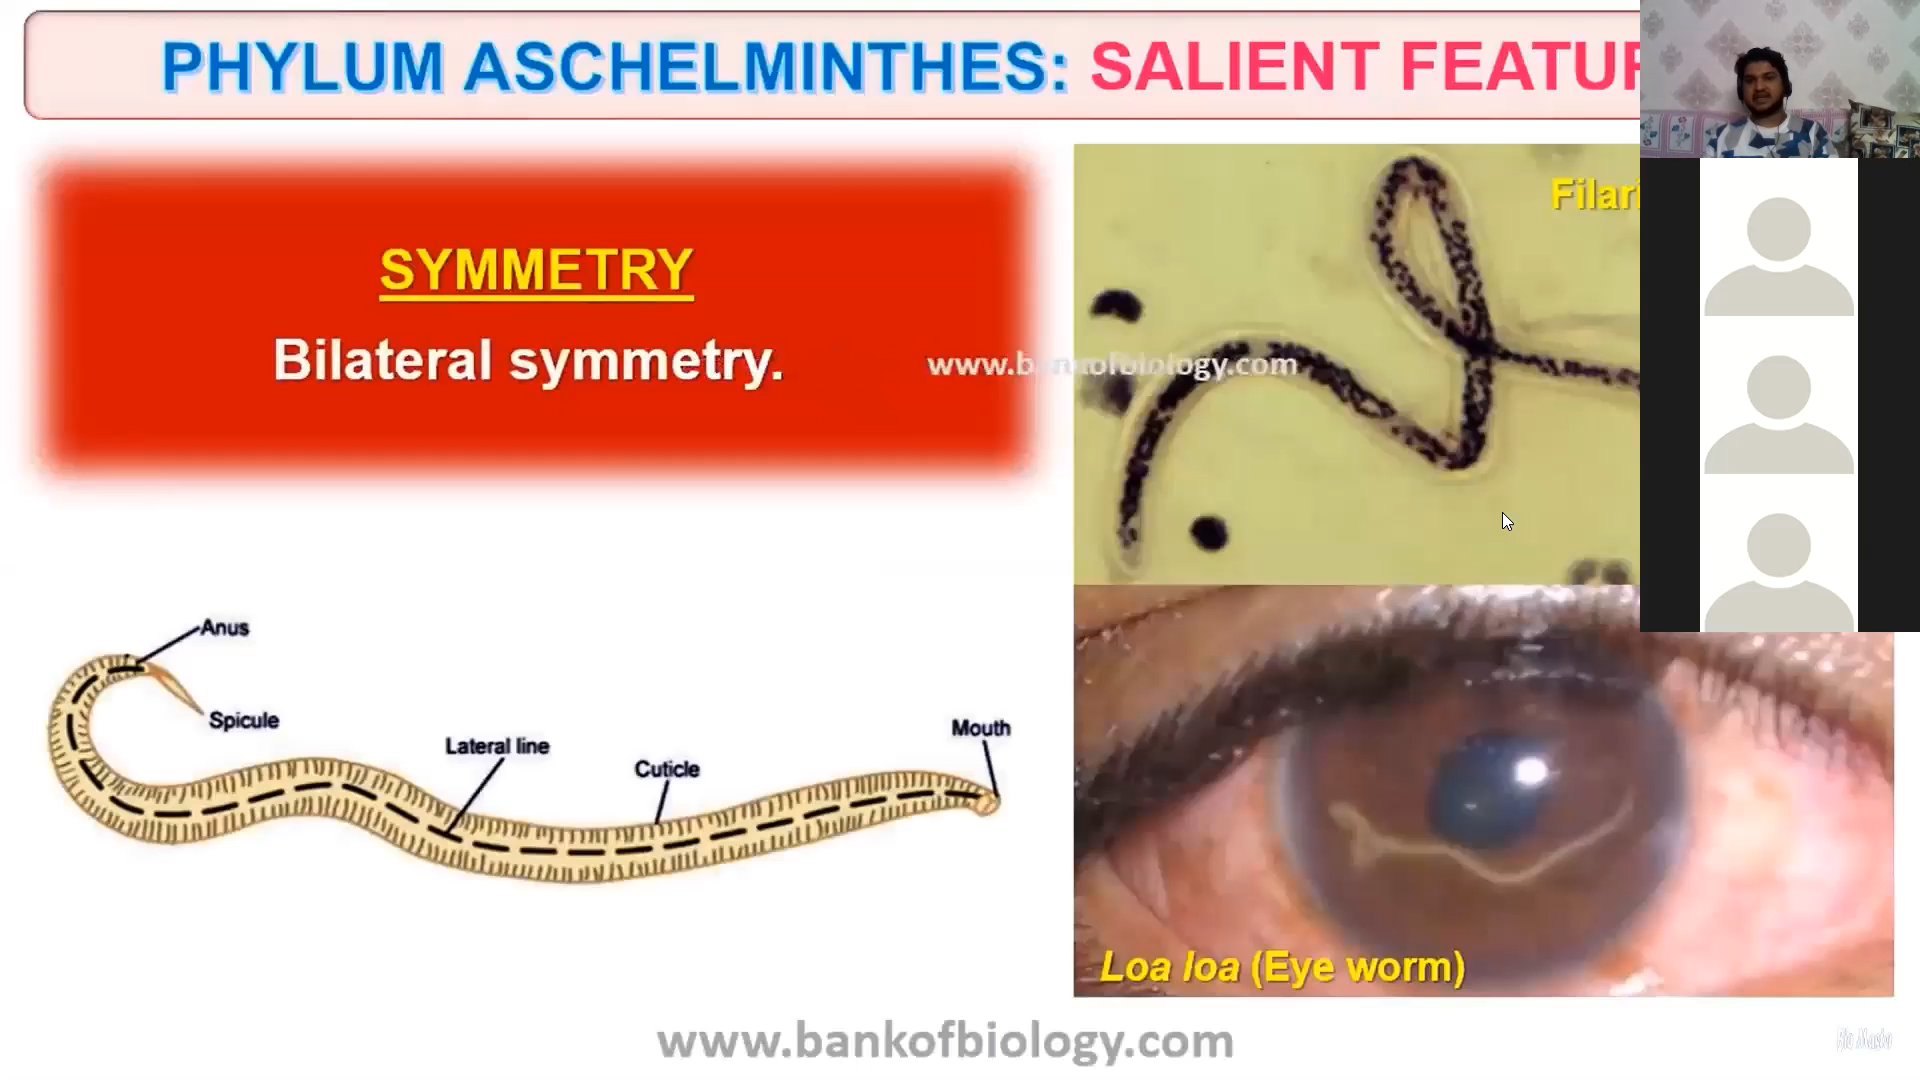 PHYLUM ASCHELMINTHES: SALIENT FEATUR
SYMMETRY
Bilateral symmetry.
Filari
www.bankofbiology.com
Anus
Spicule
Lateral line
Cuticle
Mouth
Loa loa (Eye worm)
www.bankofbiology.com